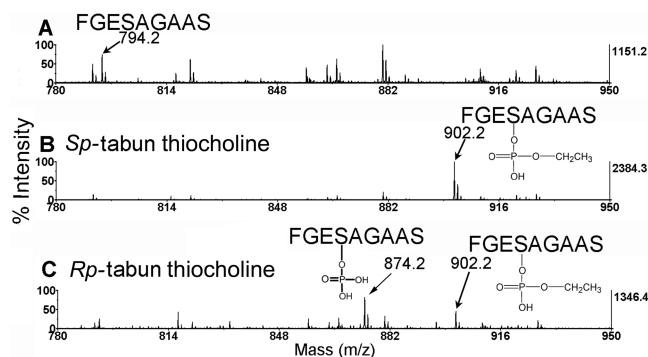 FGESAGAAS
A
794.2
100
50
0
1151.2
780 814 848 882 916 950
B Sp-tabun thiocholine
FGESAGAAS
902.2
O
O=P—O—CH2CH3
OH
100
50
0
2384.3
780 814 848 882 916 950
% Intensity
C Rp-tabun thiocholine
FGESAGAAS
O
O=P—OH
OH
874.2
FGESAGAAS
902.2
O
O=P—O—CH2CH3
OH
100
50
0
1346.4
780 814 848 882 916 950
Mass (m/z)